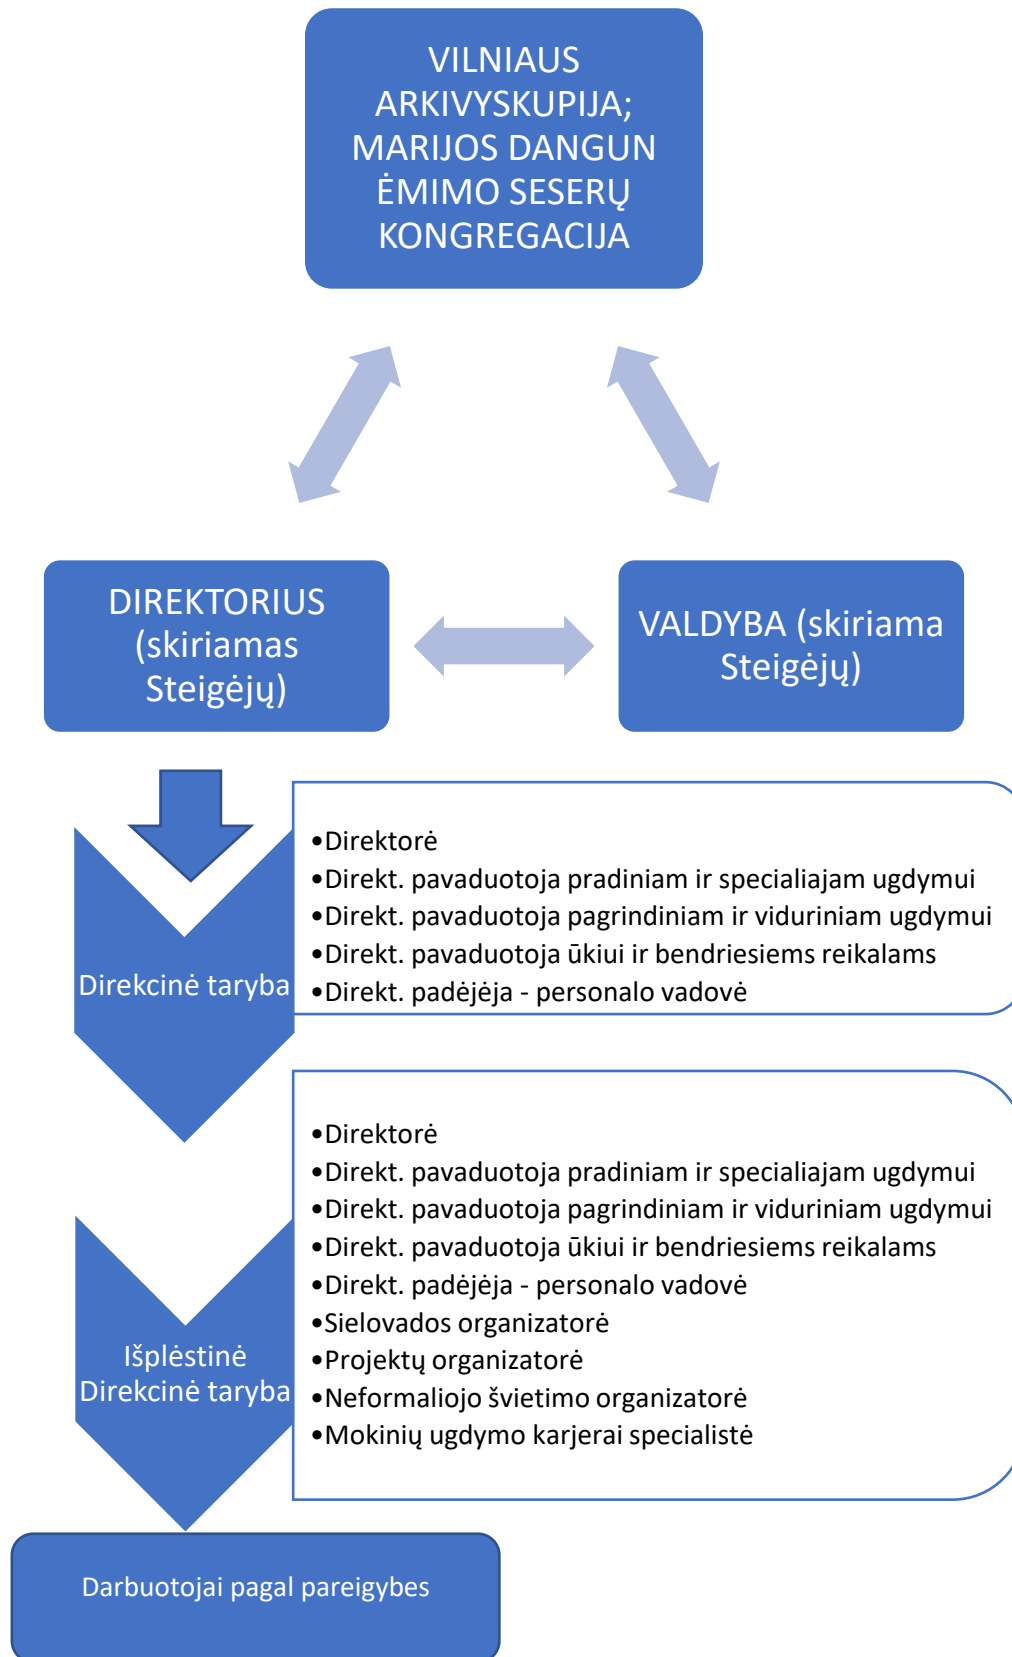 VILNIAUS
ARKIVYSKUPIJA;
MARIJOS DANGUN
ĖMIMO SESERŲ
KONGREGACIJA
DIREKTORIUS
(skiriamas
Steigėjų)
VALDYBA (skiriama
Steigėjų)
Direkcinė taryba
•Direktorė
•Direkt. pavaduotoja pradiniam ir specialiajam ugdymui
•Direkt. pavaduotoja pagrindiniam ir viduriniam ugdymui
•Direkt. pavaduotoja ūkiui ir bendriesiems reikalams
•Direkt. padėjėja - personalo vadovė
Išplėstinė
Direkcinė taryba
•Direktorė
•Direkt. pavaduotoja pradiniam ir specialiajam ugdymui
•Direkt. pavaduotoja pagrindiniam ir viduriniam ugdymui
•Direkt. pavaduotoja ūkiui ir bendriesiems reikalams
•Direkt. padėjėja - personalo vadovė
•Sielovados organizatorė
•Projektų organizatorė
•Neformaliojo švietimo organizatorė
•Mokinių ugdymo karjerai specialistė
Darbuotojai pagal pareigybes